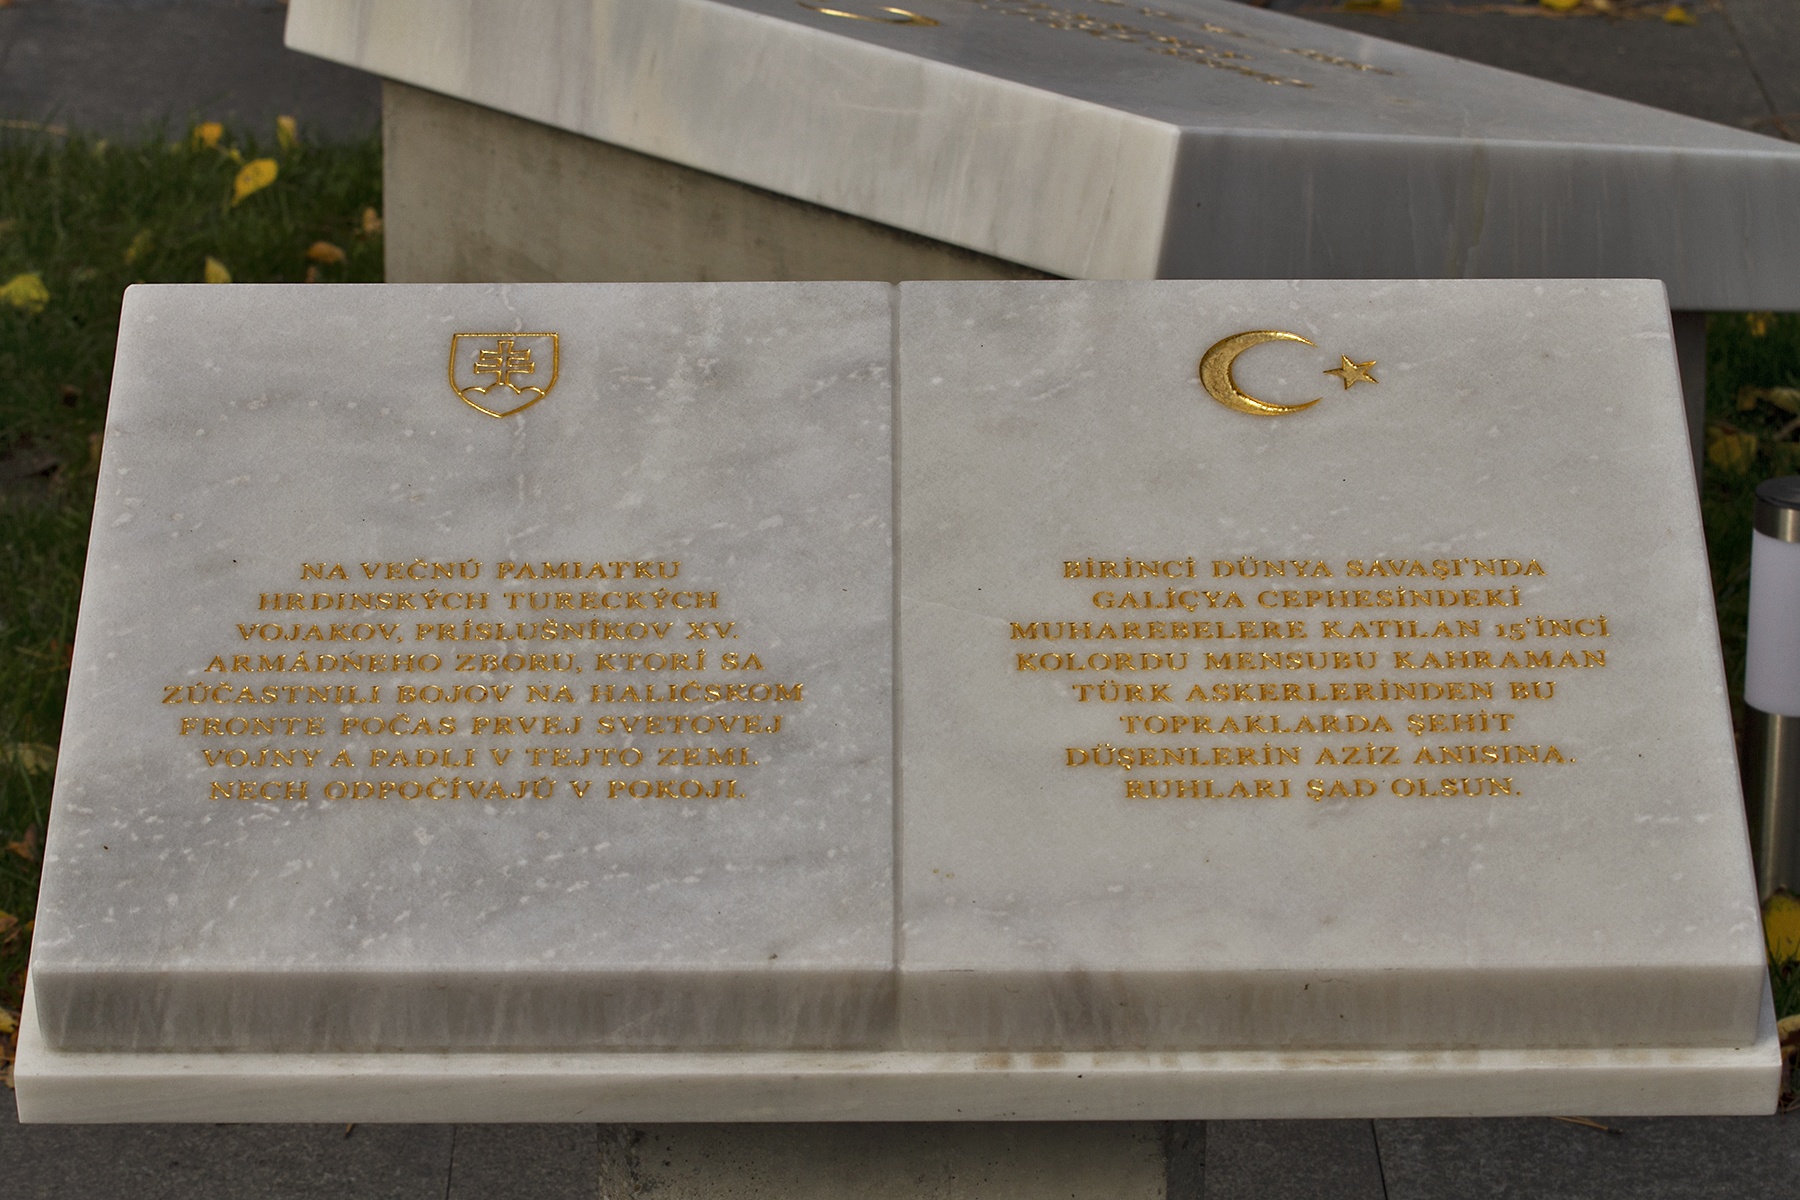 NA VEČNÚ PAMIATKU
HRDINSKÝCH TURECKÝCH
VOJAKOV, PRÍSLUŠNÍKOV XV.
ARMÁDNEHO ZBORU, KTORÍ SA
ZÚČASTNILI BOJOV NA HALIČSKOM
FRONTE POČAS PRVEJ SVETOVEJ
VOJNY A PADLI V TEJTO ZEMI.
NECH ODPOČÍVAJÚ V POKOJI.
BİRİNCİ DÜNYA SAVAŞI'NDA
GALİÇYA CEPHESİNDEKİ
MUHAREBELERE KATILAN 15'İNCİ
KOLORDU MENSUBU KAHRAMAN
TÜRK ASKERLERİNDEN BU
TOPRAKLARDA ŞEHİT
DÜŞENLERİN AZİZ ANISINA.
RUHLARI ŞAD OLSUN.